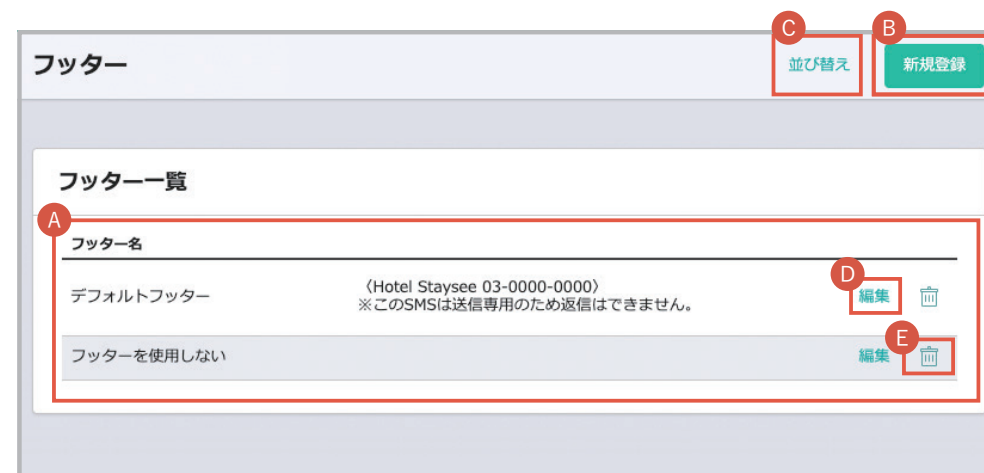 C
B
フッター
並び替え
新規登録
フッター一覧
A
フッター名
D
デフォルトフッター
〈Hotel Staysee 03-0000-0000〉
※このSMSは送信専用のため返信はできません。
編集
E
フッターを使用しない
編集